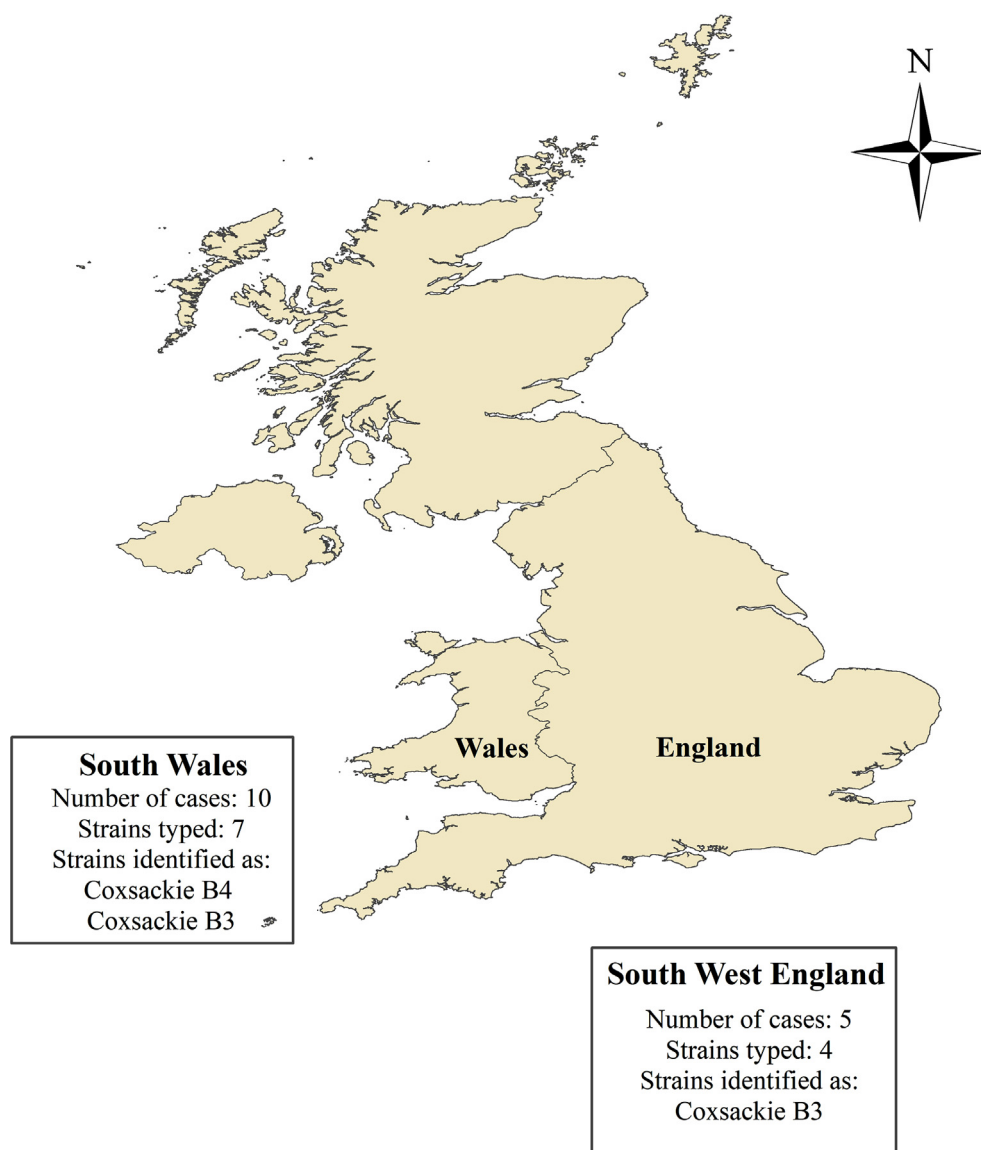 N
Wales
England
South Wales
Number of cases: 10
Strains typed: 7
Strains identified as:
Coxsackie B4
Coxsackie B3
South West England
Number of cases: 5
Strains typed: 4
Strains identified as:
Coxsackie B3